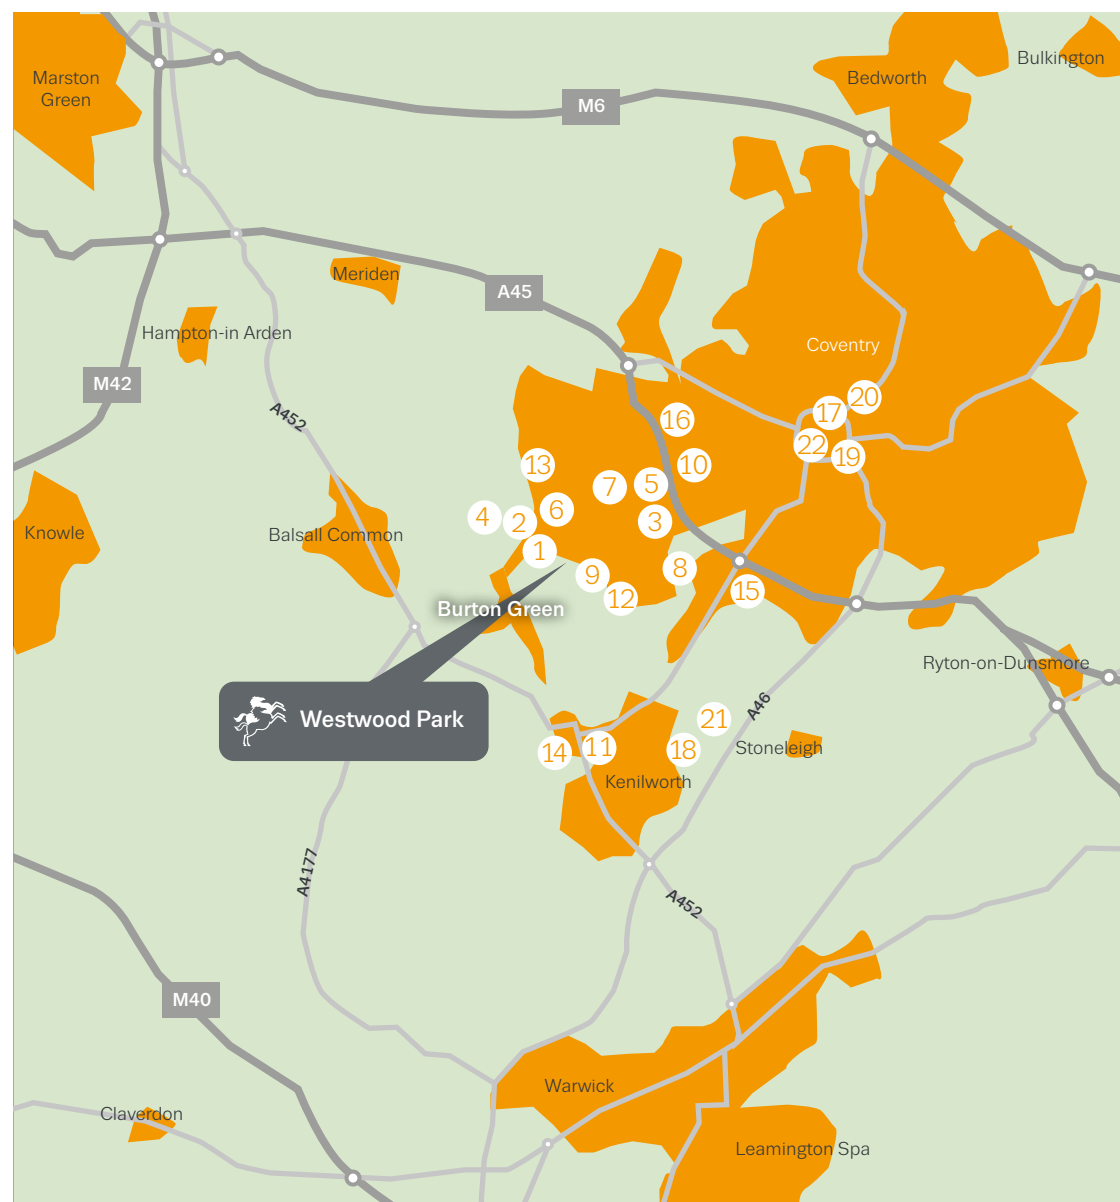 Marston
Green
Bulkington
Bedworth
M6
Meriden
A45
Hampton-in Arden
Coventry
M42
A452
20
17
16
22
19
13
10
5
7
6
4
2
3
Knowle
Balsall Common
1
8
9
15
12
Burton Green
Ryton-on-Dunsmore
A46
Westwood Park
21
14
11
18
Stoneleigh
Kenilworth
A4177
A452
M40
Warwick
Claverdon
Leamington Spa